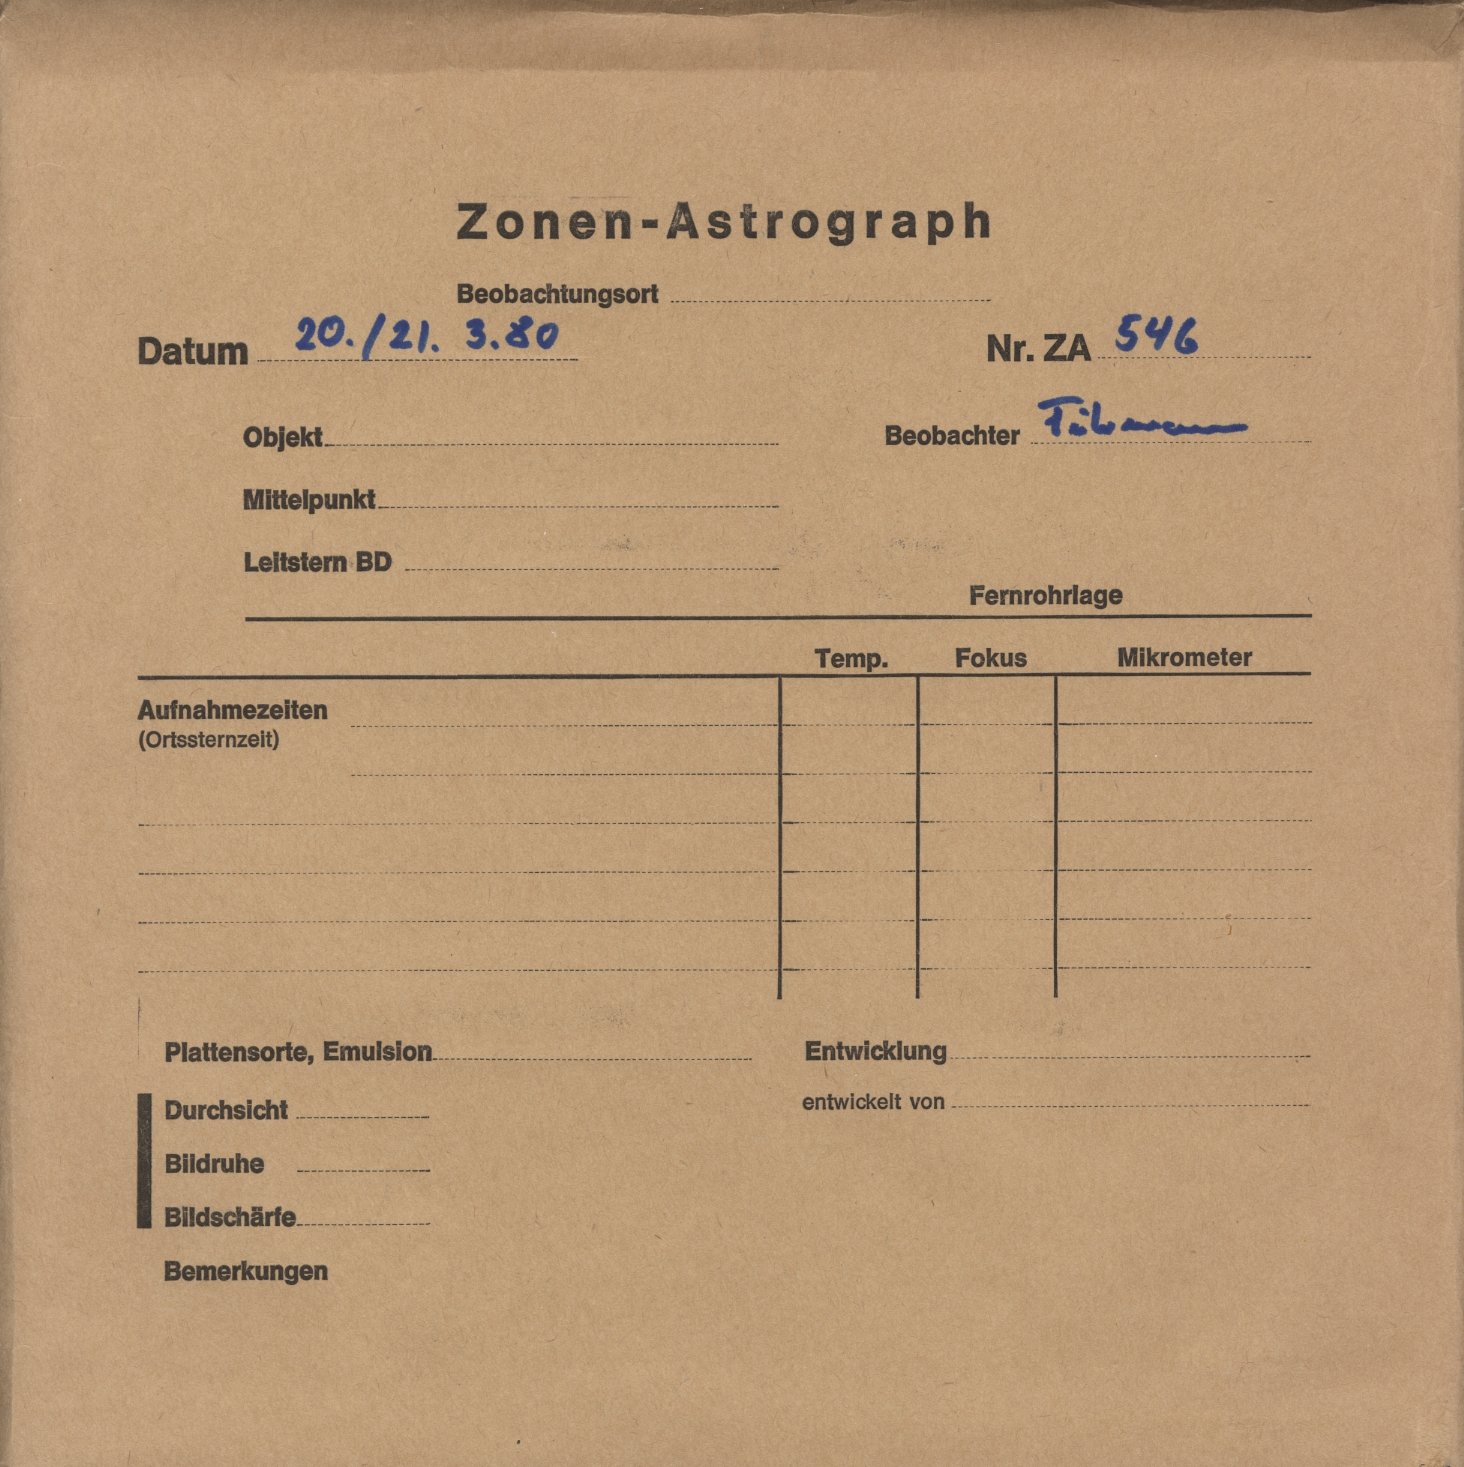 Zonen-Astrograph
Beobachtungsort
Datum 20./21. 3.80 Nr. ZA 546
Objekt Beobachter
Mittelpunkt
Leitstern BD
Fernrohrlage
Temp. Fokus Mikrometer
Aufnahmezeiten
(Ortssternzeit)
Plattensorte, Emulsion Entwicklung
Durchsicht entwickelt von
Bildruhe
Bildschärfe
Bemerkungen